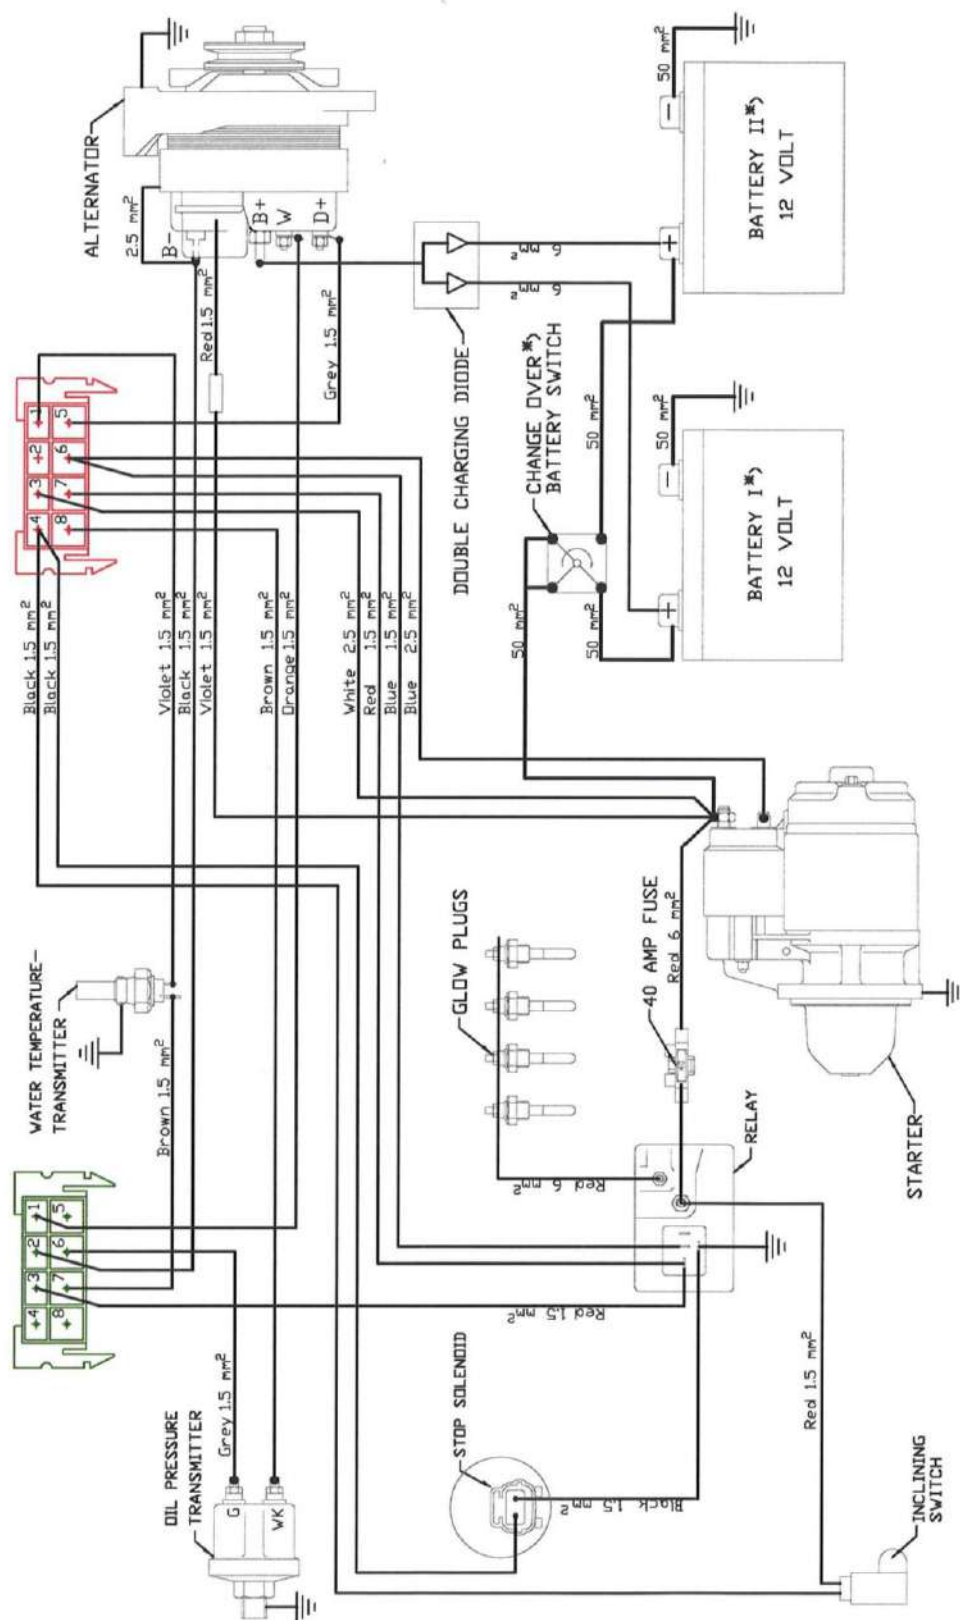 ALTERNATOR
2.5 mm²
B-
B+
W
D+
Red 1.5 mm²
Grey 1.5 mm²
1
2
3
4
5
6
7
8
Black 1.5 mm²
Black 1.5 mm²
Violet 1.5 mm²
Black 1.5 mm²
Violet 1.5 mm²
Brown 1.5 mm²
Orange 1.5 mm²
White 2.5 mm²
Red 1.5 mm²
Blue 1.5 mm²
Blue 2.5 mm²
DOUBLE CHARGING DIODE
6 mm²
6 mm²
CHANGE OVER*)
BATTERY SWITCH
50 mm²
50 mm²
50 mm²
50 mm²
50 mm²
-
+
BATTERY II*)
12 VOLT
50 mm²
-
+
BATTERY I*)
12 VOLT
WATER TEMPERATURE
TRANSMITTER
Brown 1.5 mm²
GLOW PLUGS
40 AMP FUSE
Red 6 mm²
STARTER
RELAY
Red 6 mm²
Red 1.5 mm²
1
2
3
4
5
6
7
8
OIL PRESSURE
TRANSMITTER
G
WK
Grey 1.5 mm²
STOP SOLENOID
Black 1.5 mm²
Red 1.5 mm²
INCLINING
SWITCH